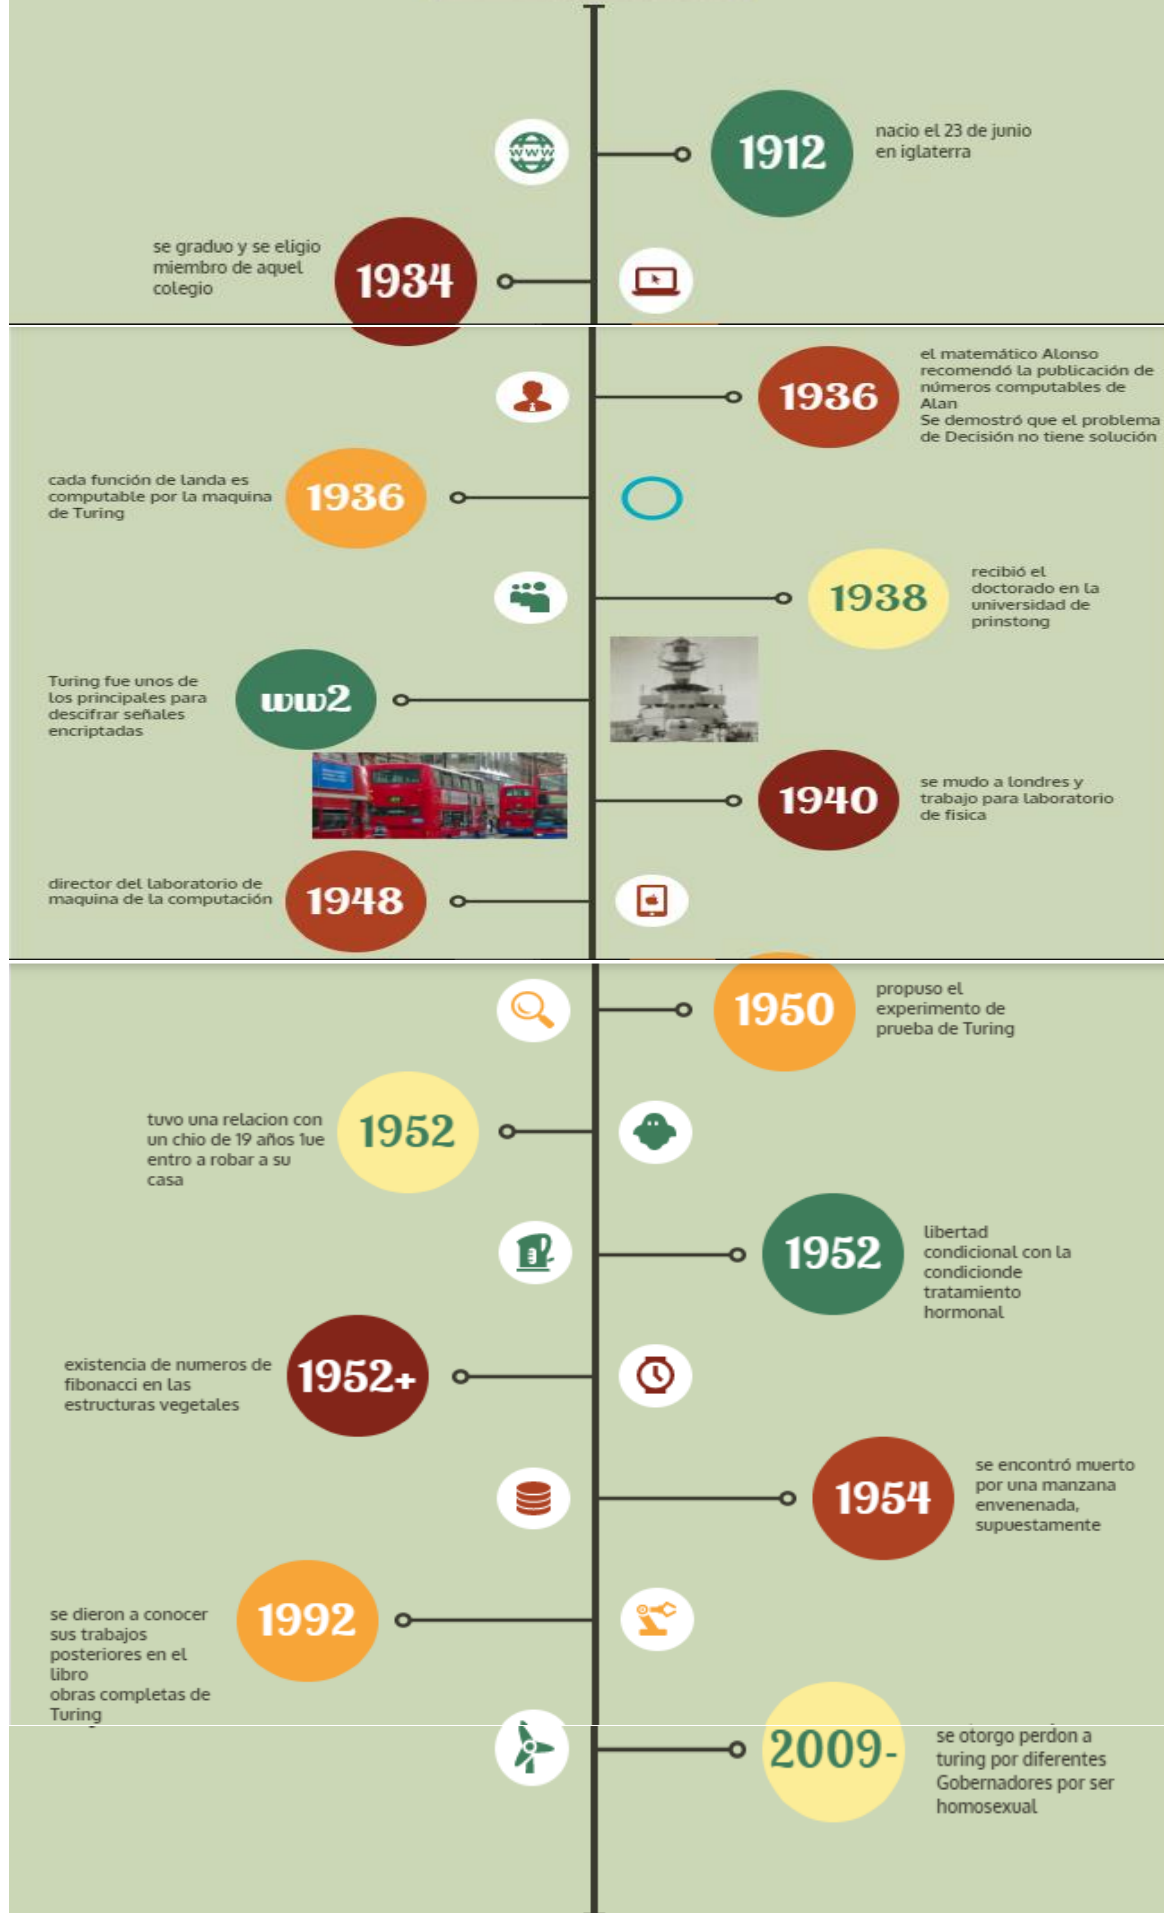 1912
nacio el 23 de junio
en iglaterra
www
se graduo y se eligio
miembro de aquel
colegio
1934
1936
el matemático Alonso
recomendó la publicación de
números computables de
Alan
Se demostró que el problema
de Decisión no tiene solución
cada función de landa es
computable por la maquina
de Turing
1936
1938
recibió el
doctorado en la
universidad de
prinstong
Turing fue unos de
los principales para
descifrar señales
encriptadas
ww2
1940
se mudo a londres y
trabajo para laboratorio
de fisica
director del laboratorio de
maquina de la computación
1948
1950
propuso el
experimento de
prueba de Turing
tuvo una relacion con
un chio de 19 años 1ue
entro a robar a su
casa
1952
1952
libertad
condicional con la
condicionde
tratamiento
hormonal
existencia de numeros de
fibonacci en las
estructuras vegetales
1952+
1954
se encontró muerto
por una manzana
envenenada,
supuestamente
se dieron a conocer
sus trabajos
posteriores en el
libro
obras completas de
Turing
1992
2009-
se otorgo perdon a
turing por diferentes
Gobernadores por ser
homosexual